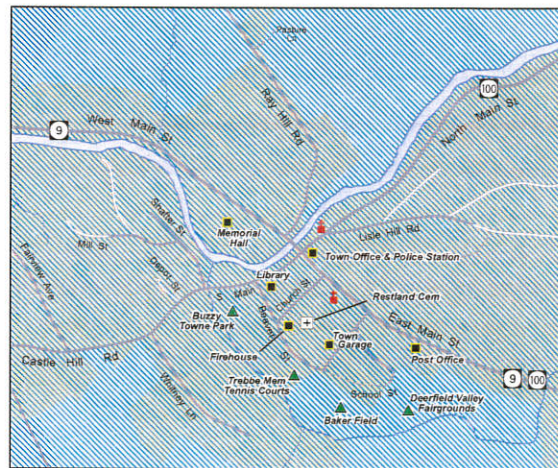 Pasture
100
West Main St
9
Ray Hill Rd
North Main St
Shafter St
Memorial
Hall
Lisle Hill Rd
Mill St
Town Office & Police Station
Fairview Ave
Depot St
Library
Main
St
Church St
Restland Cem
Buzzy
Towne Park
Beaver St
East Main St
Firehouse
Town
Garage
Post Office
Castle Hill Rd
9
100
Trebbe Mem
Tennis Courts
School St
Whitney Ln
Baker Field
Deerfield Valley
Fairgrounds